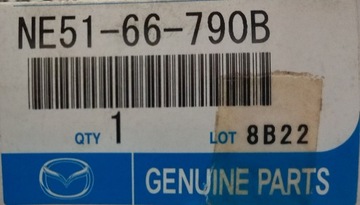 NE51-66-790B
QTY 1 LOT 8B22
GENUINE PARTS